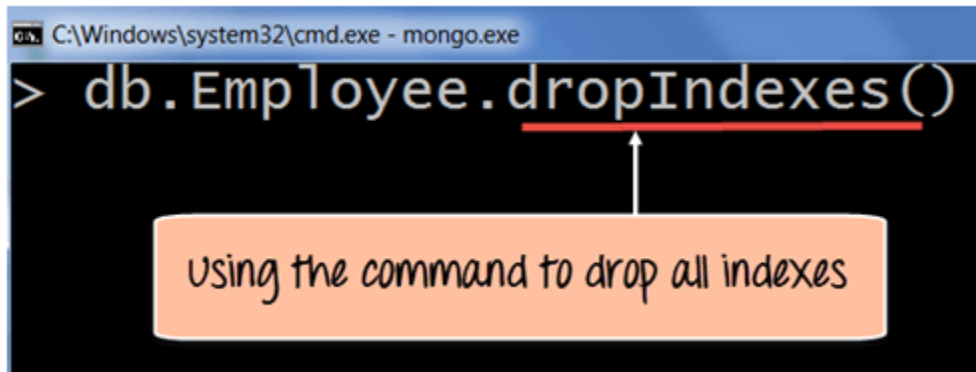 C:\Windows\system32\cmd.exe - mongo.exe
> db.Employee.dropIndexes()
Using the command to drop all indexes